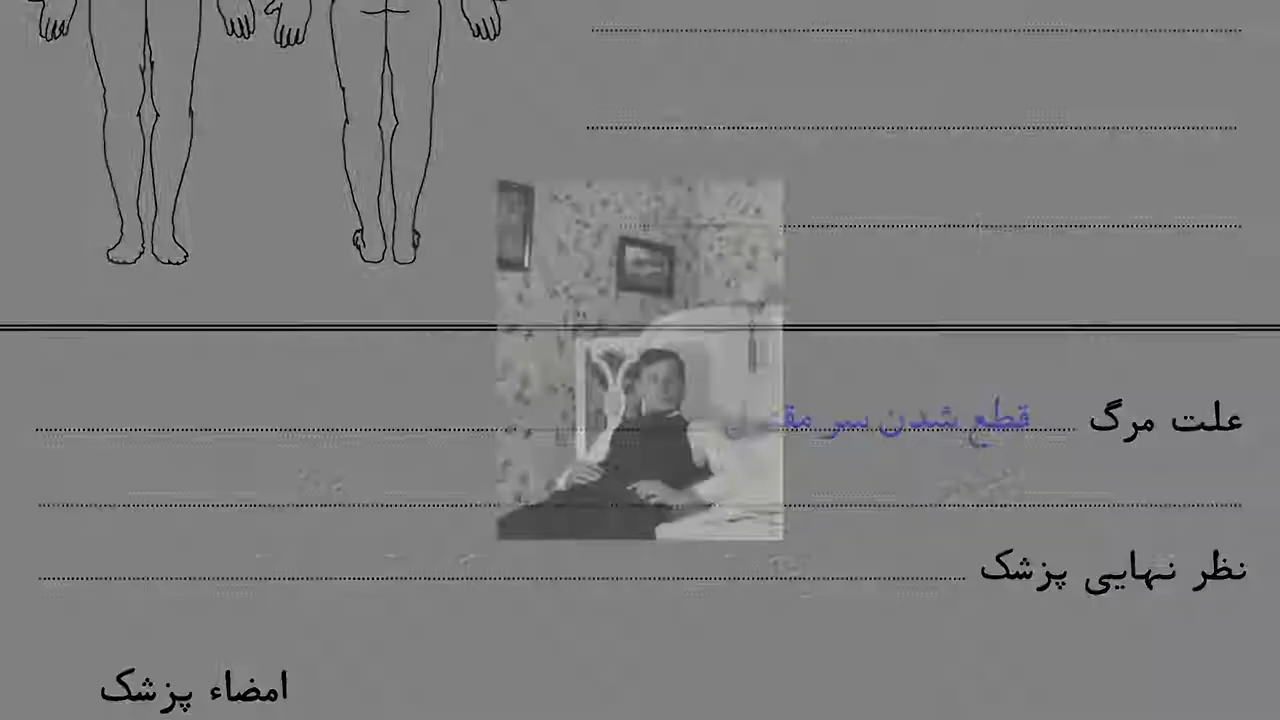 علت مرگ قطع شدن سر
نظر نهایی پزشک
امضاء پزشک